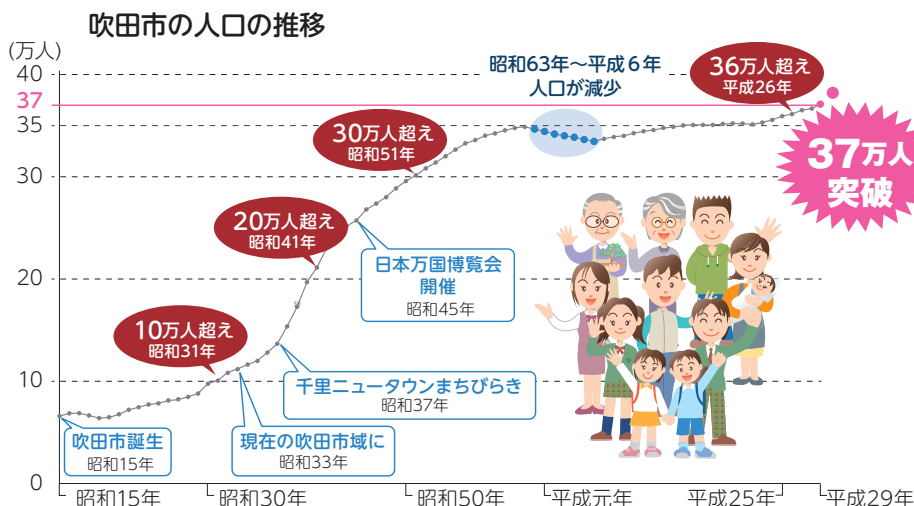 吹田市の人口の推移
(万人)
40
37
35
30
20
10
0
昭和63年〜平成6年
人口が減少
36万人超え
平成26年
37万人
突破
30万人超え
昭和51年
20万人超え
昭和41年
日本万国博覧会
開催
昭和45年
10万人超え
昭和31年
千里ニュータウンまちびらき
昭和37年
吹田市誕生
昭和15年
現在の吹田市域に
昭和33年
昭和15年
昭和30年
昭和50年
平成元年
平成25年
平成29年